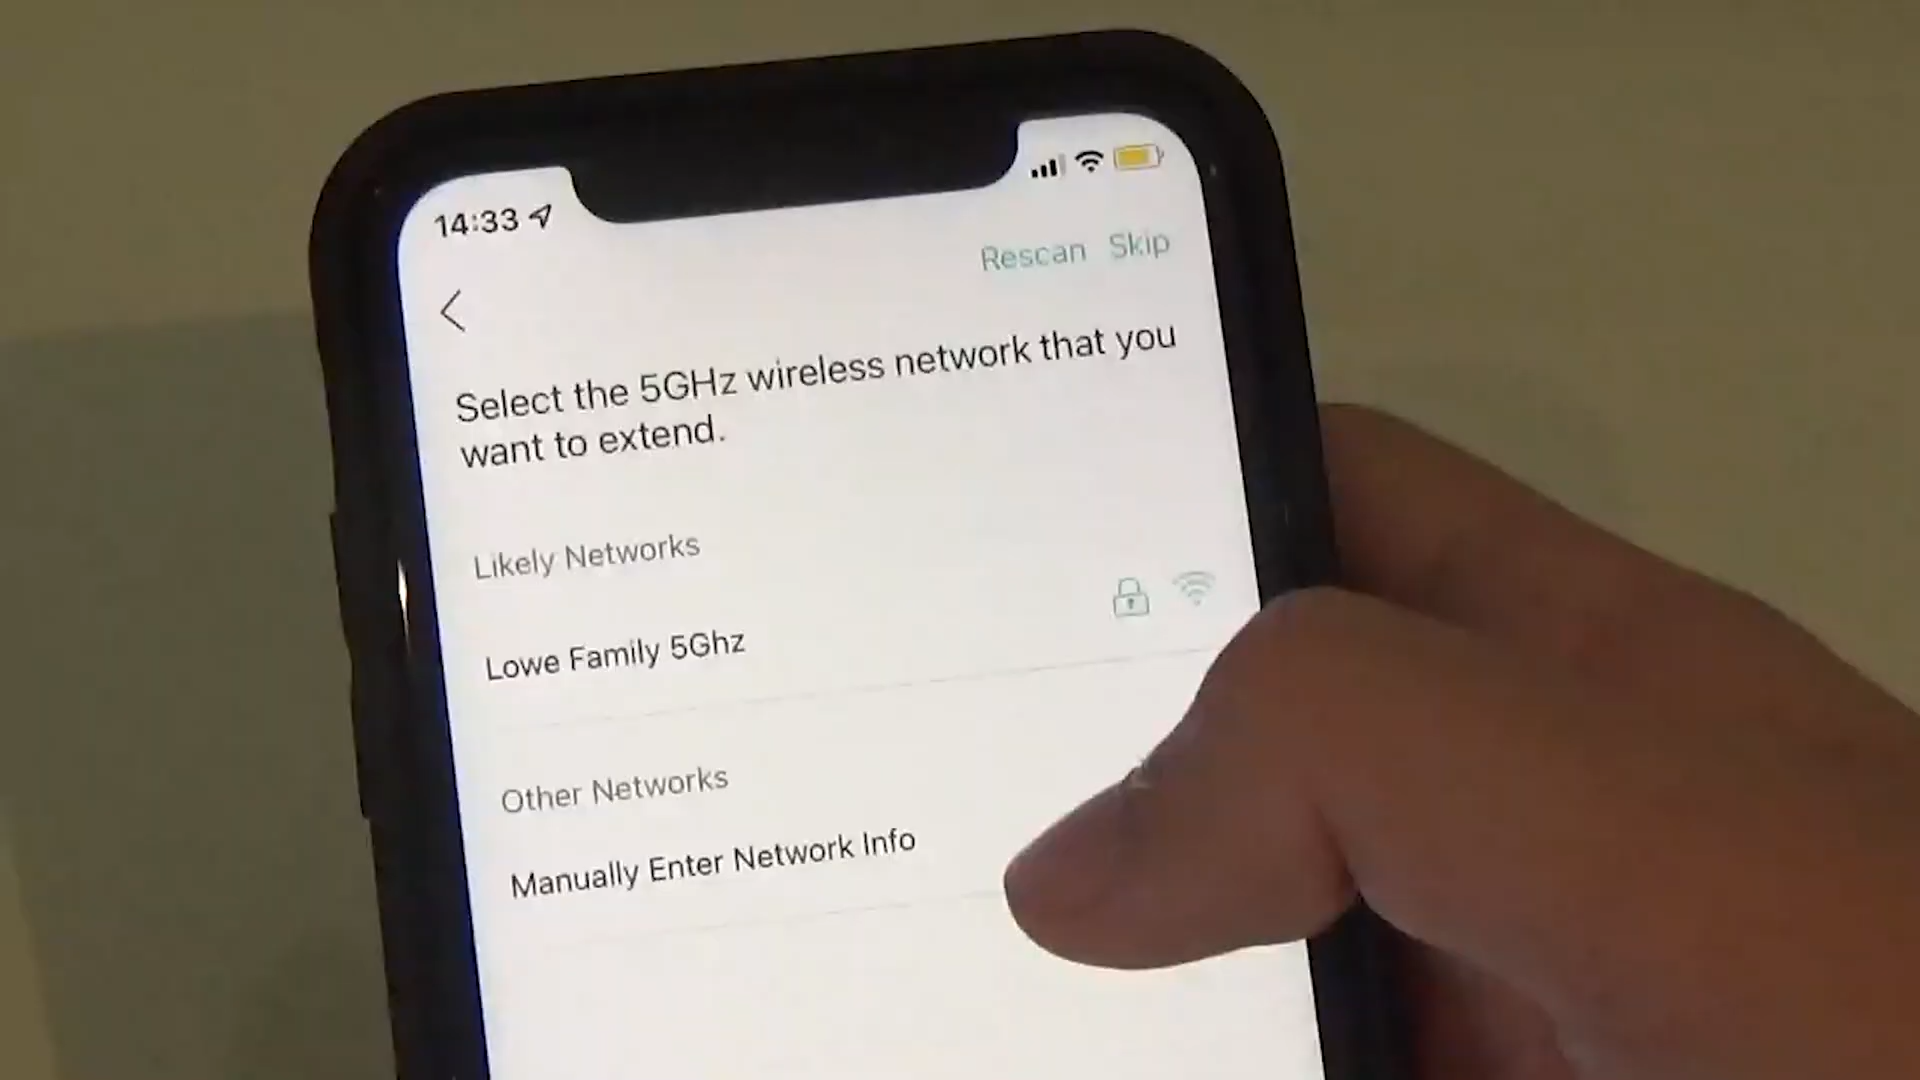 14:33
Rescan Skip
Select the 5GHz wireless network that you
want to extend.
Likely Networks
Lowe Family 5Ghz
Other Networks
Manually Enter Network Info